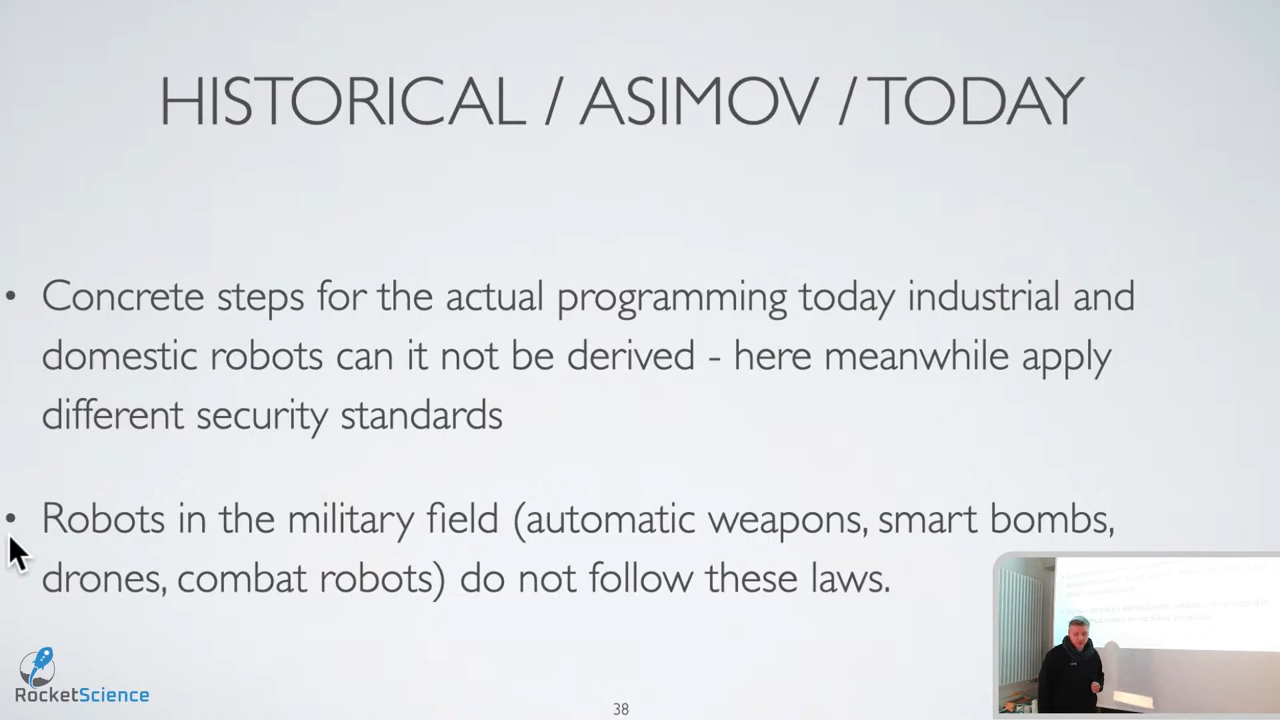 HISTORICAL / ASIMOV / TODAY
• Concrete steps for the actual programming today industrial and
domestic robots can it not be derived - here meanwhile apply
different security standards
• Robots in the military field (automatic weapons, smart bombs,
drones, combat robots) do not follow these laws.
RocketScience
38